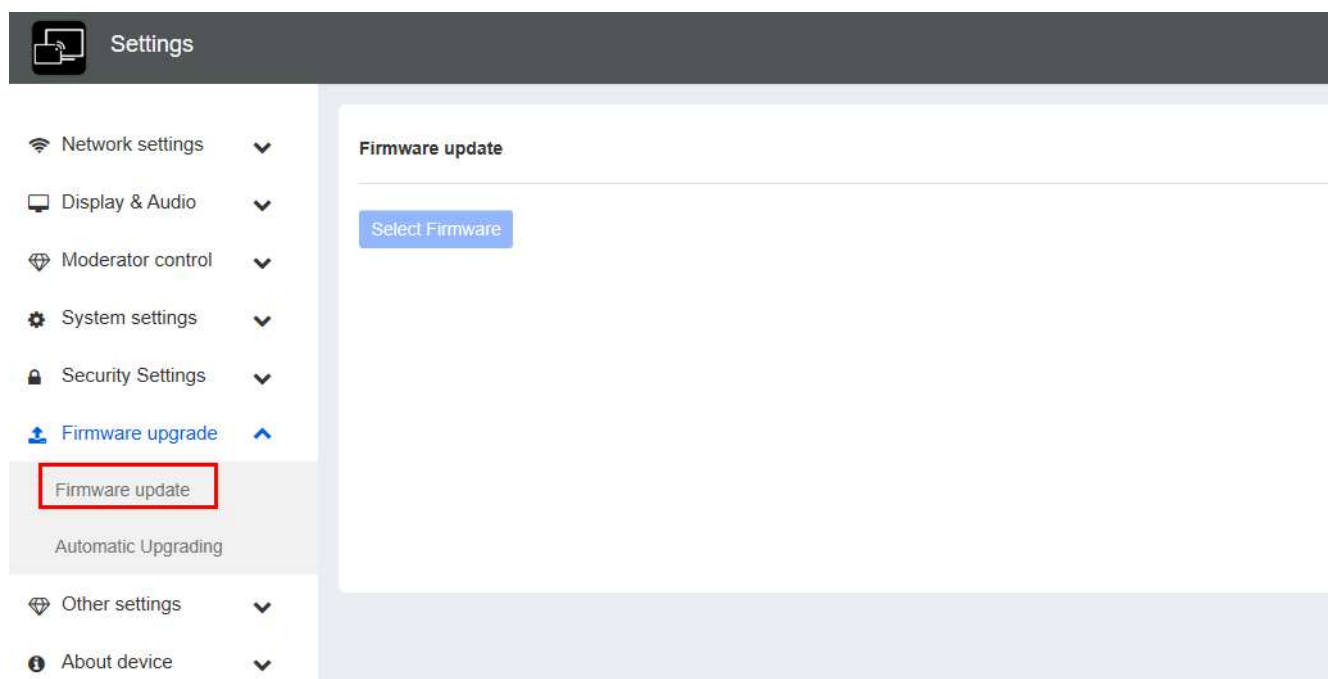 Settings
Network settings
Display & Audio
Moderator control
System settings
Security Settings
Firmware upgrade
Firmware update
Automatic Upgrading
Other settings
About device
Firmware update
Select Firmware